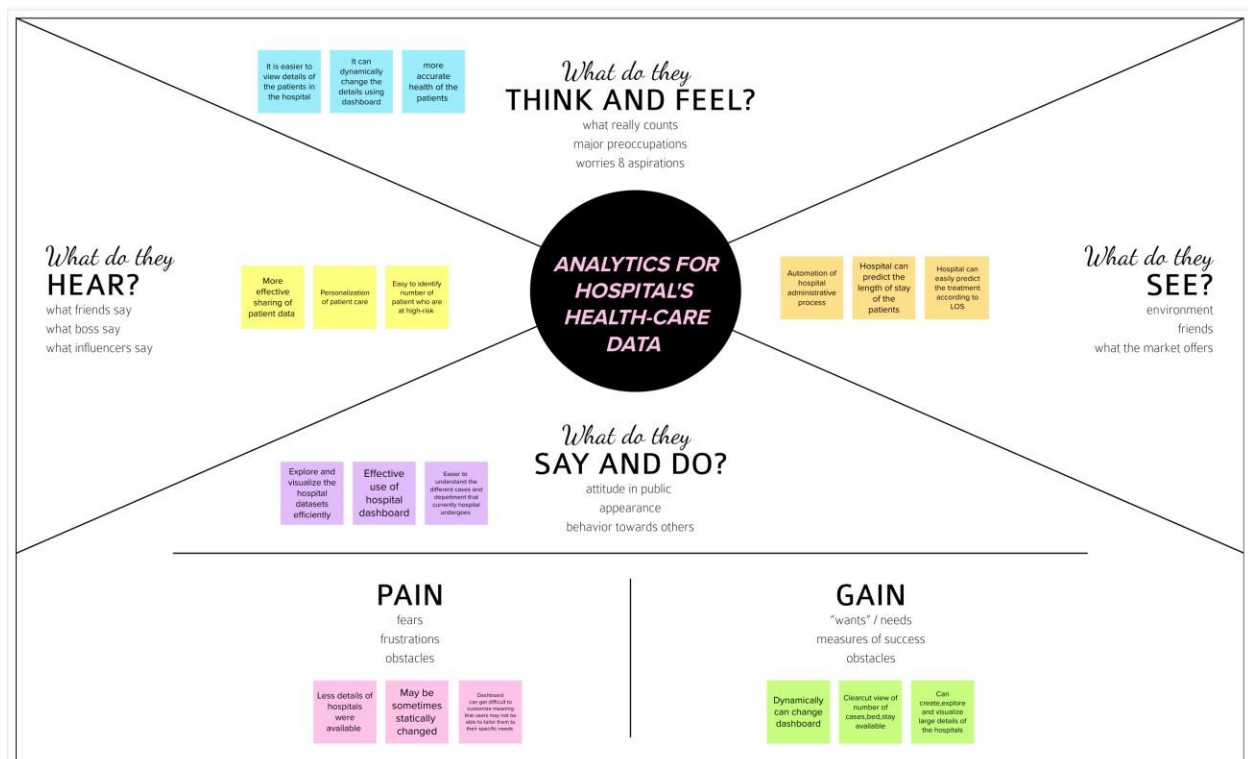 It is easier to
view details of
the patients in
the hospital
It can
dynamically
change the
details using
dashboard
more
accurate
health of the
patients
What do they
THINK AND FEEL?
what really counts
major preoccupations
worries & aspirations
What do they
HEAR?
what friends say
what boss say
what influencers say
More
effective
sharing of
patient data
Personalization
of patient care
Easy to identify
number of
patient who are
at high-risk
ANALYTICS FOR
HOSPITAL'S
HEALTH-CARE
DATA
Automation of
hospital
administrative
process
Hospital can
predict the
length of stay
of the
patients
Hospital can
easily predict
the treatment
according to
LOS
What do they
SEE?
environment
friends
what the market offers
What do they
SAY AND DO?
attitude in public
appearance
behavior towards others
Explore and
visualize the
hospital
datasets
efficiently
Effective
use of
hospital
dashboard
Easier to
understand the
different cases and
department that
currently hospital
undergoes
PAIN
fears
frustrations
obstacles
Less details of
hospitals
were
available
May be
sometimes
statically
changed
Dashboard
can get difficult to
customize meaning
that users may not be
able to tailor them to
their specific needs
GAIN
"wants" / needs
measures of success
obstacles
Dynamically
can change
dashboard
Clearcut view of
number of
cases,bed,stay
available
Can
create,explore
and visualize
large details of
the hospitals